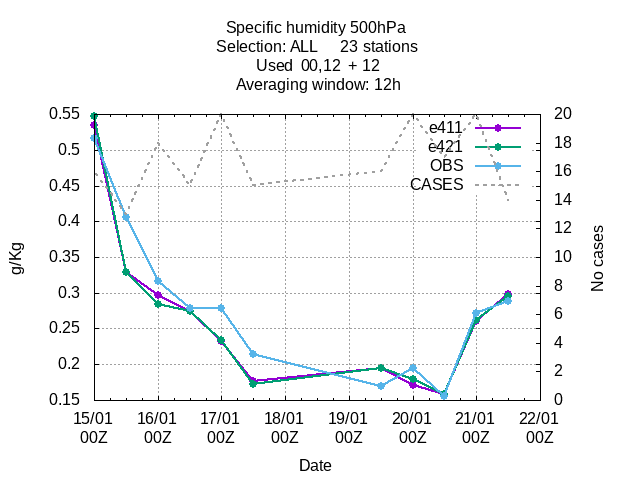 Specific humidity 500hPa
Selection: ALL 23 stations
Used 00,12 + 12
Averaging window: 12h
0.55
0.5
0.45
0.4
0.35
0.3
0.25
0.2
0.15
g/Kg
e411
e421
OBS
CASES
20
18
16
14
12
10
8
6
4
2
0
No cases
15/01 16/01 17/01 18/01 19/01 20/01 21/01 22/01
00Z 00Z 00Z 00Z 00Z 00Z 00Z 00Z
Date